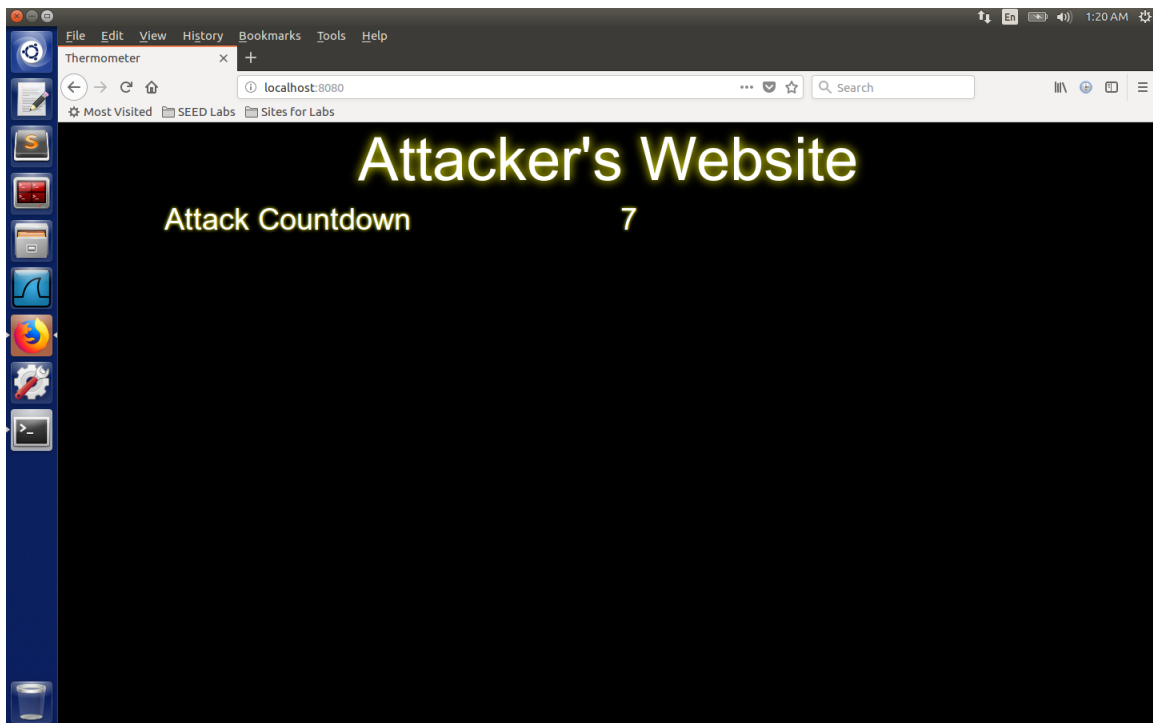 En 1:20 AM
File Edit View History Bookmarks Tools Help
Thermometer
localhost:8080
Search
Most Visited SEED Labs Sites for Labs
Attacker's Website
Attack Countdown 7